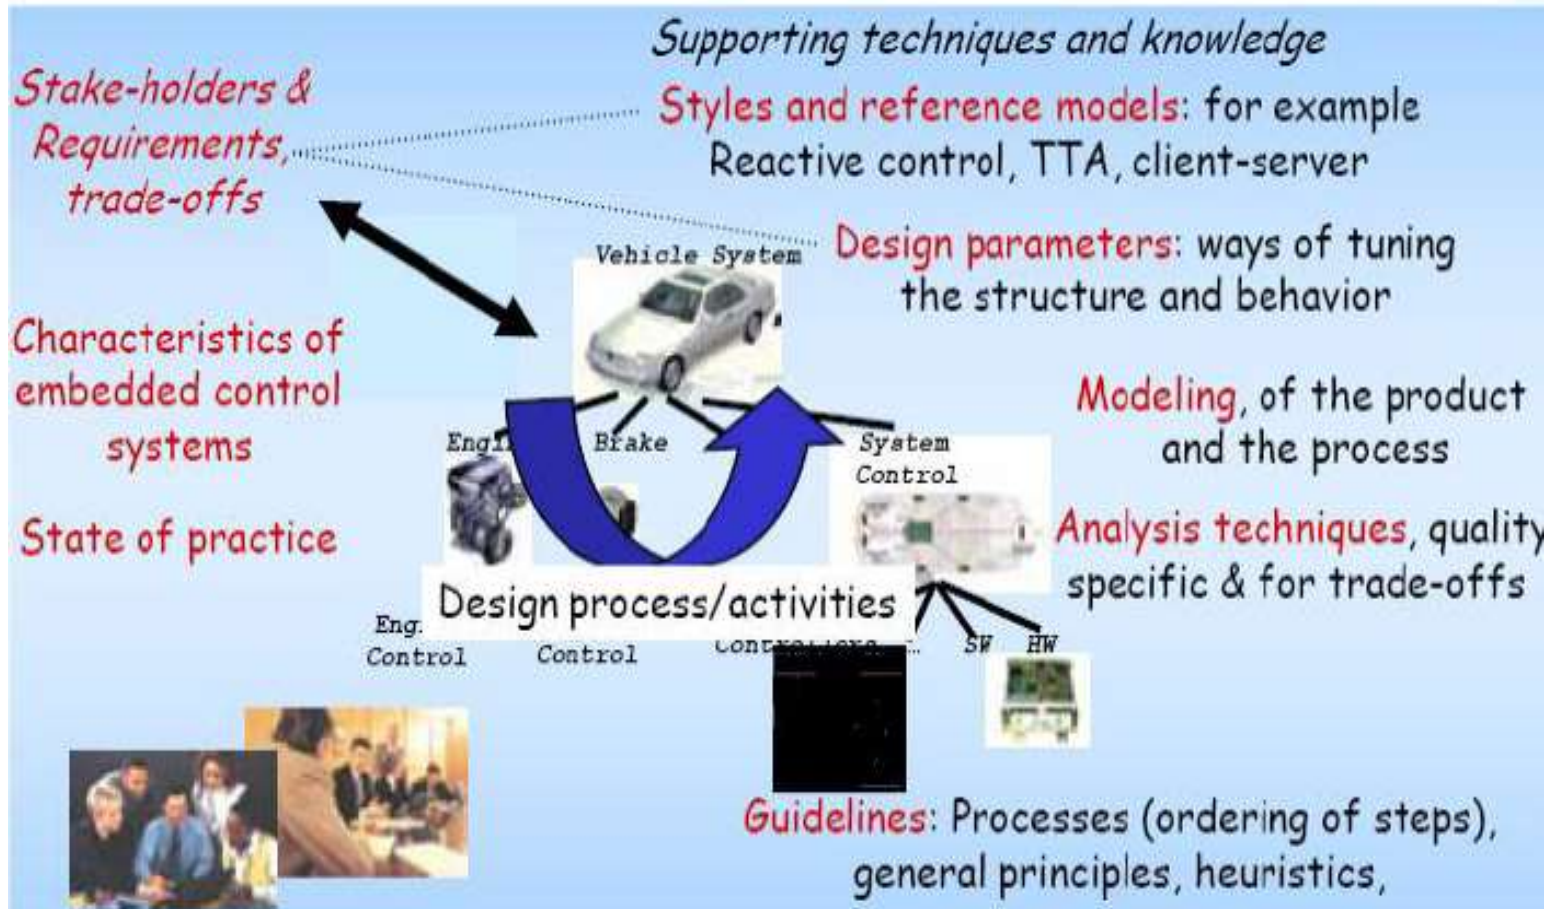 Supporting techniques and knowledge
Stake-holders &
Requirements,
trade-offs
Styles and reference models: for example
Reactive control, TTA, client-server
Design parameters: ways of tuning
the structure and behavior
Vehicle System
Characteristics of
embedded control
systems
State of practice
Brake
System
Control
Modeling, of the product
and the process
Analysis techniques, quality
specific & for trade-offs
Design process/activities
Control
Control
SW
HW
Guidelines: Processes (ordering of steps),
general principles, heuristics,